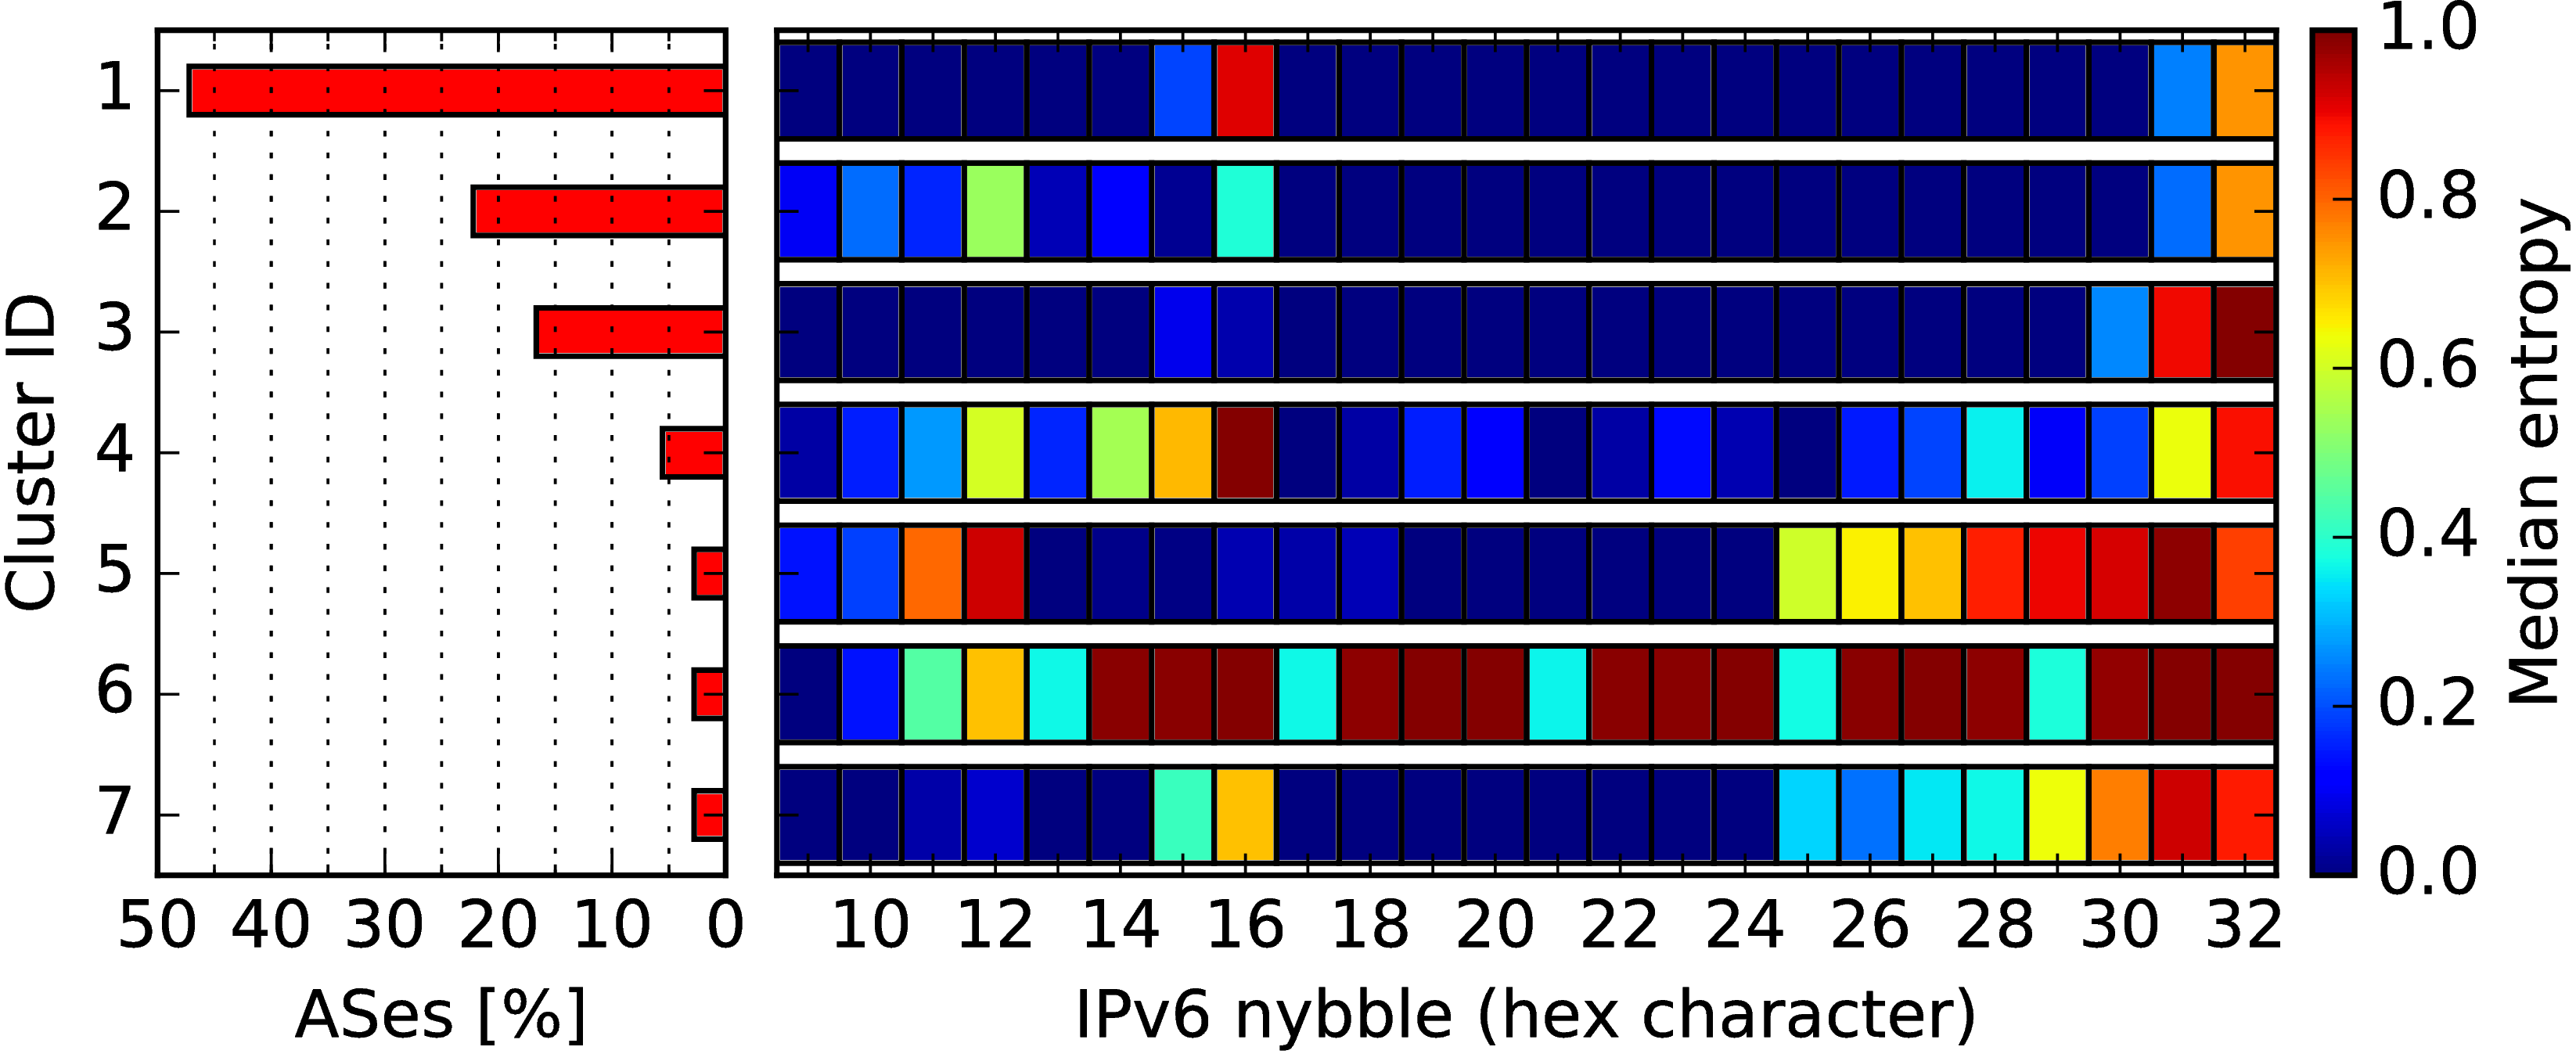 Cluster ID
1
2
3
4
5
6
7
50 40 30 20 10 0
ASes [%]
10 12 14 16 18 20 22 24 26 28 30 32
IPv6 nybble (hex character)
1.0
0.8
0.6
0.4
0.2
0.0
Median entropy